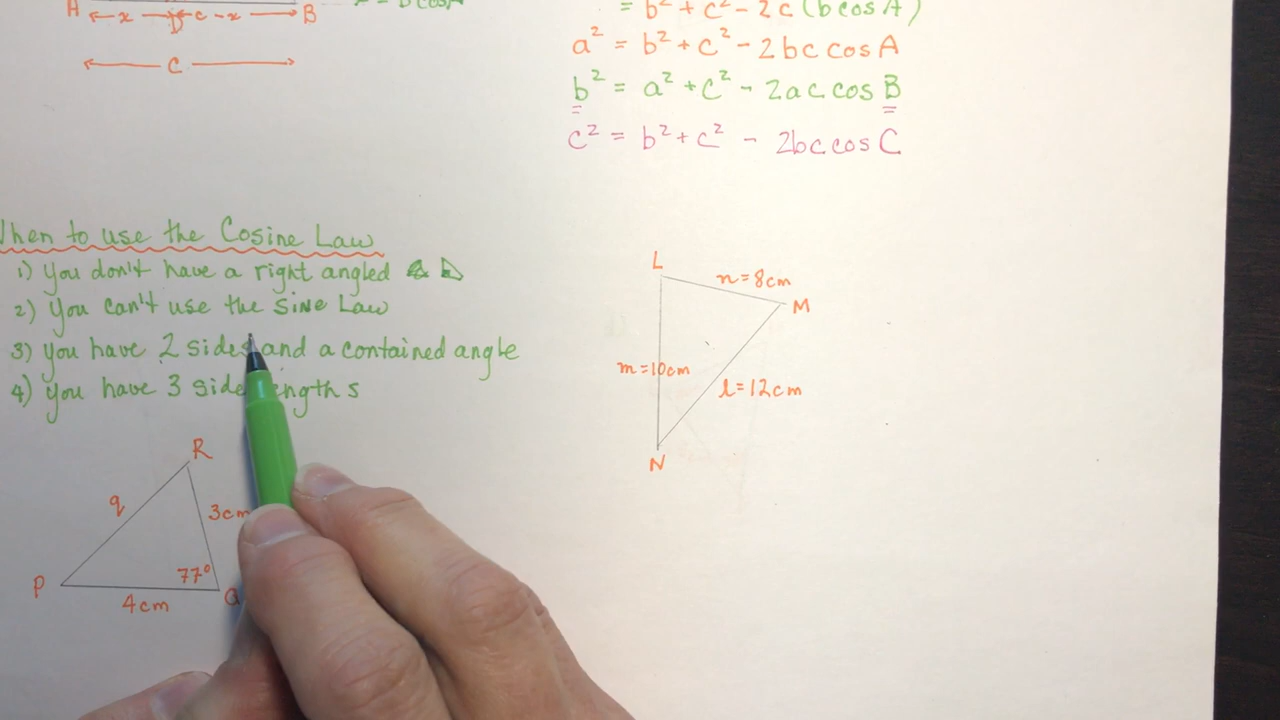 A ← x → D ← c - x → B
← c →
= b² + c² - 2c (b cos A)
a² = b² + c² - 2bc cos A
b² = a² + c² - 2ac cos B
c² = b² + c² - 2bc cos C
When to use the Cosine Law
1) You don't have a right angled
2) You can't use the Sine Law
3) you have 2 sides and a contained angle
4) you have 3 side lengths
R
q
3cm
77°
P
4cm
Q
L
n=8cm
M
m=10cm
l=12cm
N